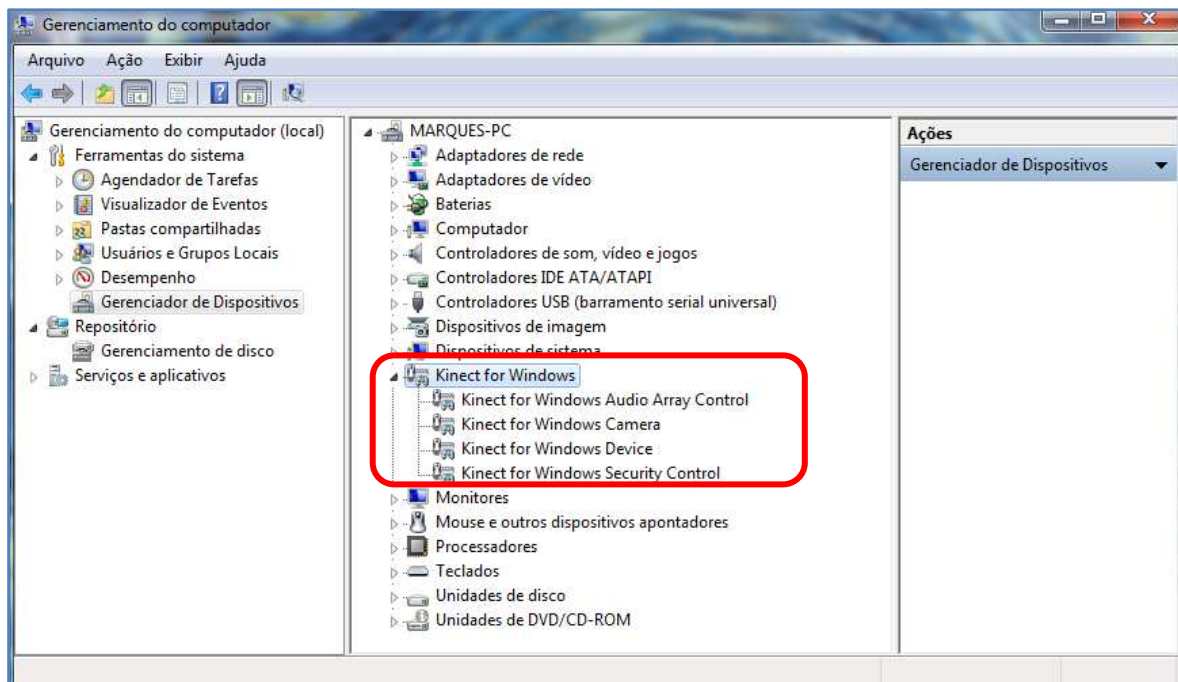 Gerenciamento do computador
Arquivo Ação Exibir Ajuda
Gerenciamento do computador (local)
Ferramentas do sistema
Agendador de Tarefas
Visualizador de Eventos
Pastas compartilhadas
Usuários e Grupos Locais
Desempenho
Gerenciador de Dispositivos
Repositório
Gerenciamento de disco
Serviços e aplicativos
MARQUES-PC
Adaptadores de rede
Adaptadores de vídeo
Baterias
Computador
Controladores de som, vídeo e jogos
Controladores IDE ATA/ATAPI
Controladores USB (barramento serial universal)
Dispositivos de imagem
Dispositivos de sistema
Kinect for Windows
Kinect for Windows Audio Array Control
Kinect for Windows Camera
Kinect for Windows Device
Kinect for Windows Security Control
Monitores
Mouse e outros dispositivos apontadores
Processadores
Teclados
Unidades de disco
Unidades de DVD/CD-ROM
Ações
Gerenciador de Dispositivos